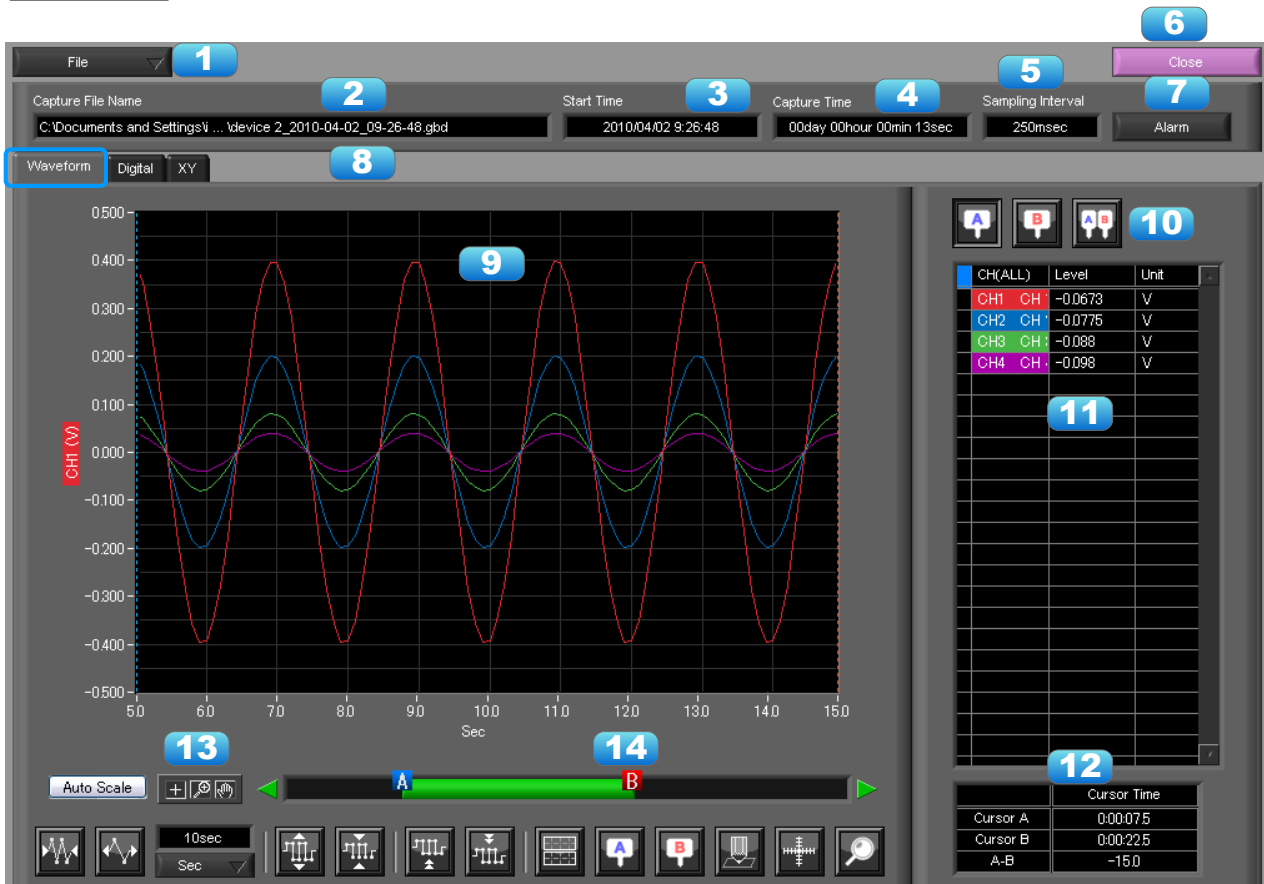 6
File 1 Close
2 3 4 5 7
Capture File Name Start Time Capture Time Sampling Interval
C:\Documents and Settings\i ... \device 2_2010-04-02_09-26-48.gbd 2010/04/02 9:26:48 00day 00hour 00min 13sec 250msec Alarm
Waveform Digital XY 8
A B A B 10
9
CH(ALL) Level Unit
CH1 CH -0.0673 V
CH2 CH -0.0775 V
CH3 CH -0.088 V
CH4 CH -0.098 V
11
0.500
0.400
0.300
0.200
0.100
0.000
-0.100
-0.200
-0.300
-0.400
-0.500
CH1 (V)
5.0 6.0 7.0 8.0 9.0 10.0 11.0 12.0 13.0 14.0 15.0
Sec
13 14 12
Auto Scale A B
Cursor Time
Cursor A 0:00:07.5
Cursor B 0:00:22.5
A-B -15.0
10sec
Sec
A B